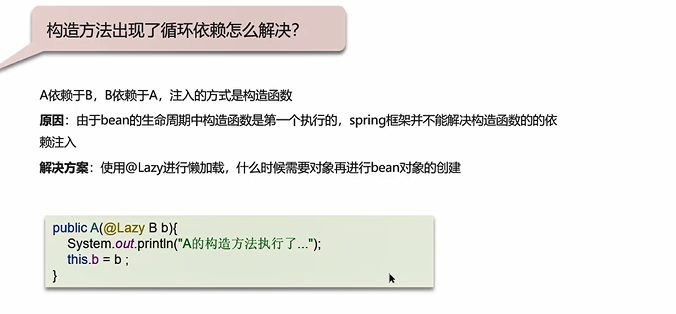 构造方法出现了循环依赖怎么解决？
A依赖于B，B依赖于A，注入的方式是构造函数
原因：由于bean的生命周期中构造函数是第一个执行的，spring框架并不能解决构造函数的的依
赖注入
解决方案：使用@Lazy进行懒加载，什么时候需要对象再进行bean对象的创建
public A(@Lazy B b){
System.out.println("A的构造方法执行了...");
this.b = b ;
}